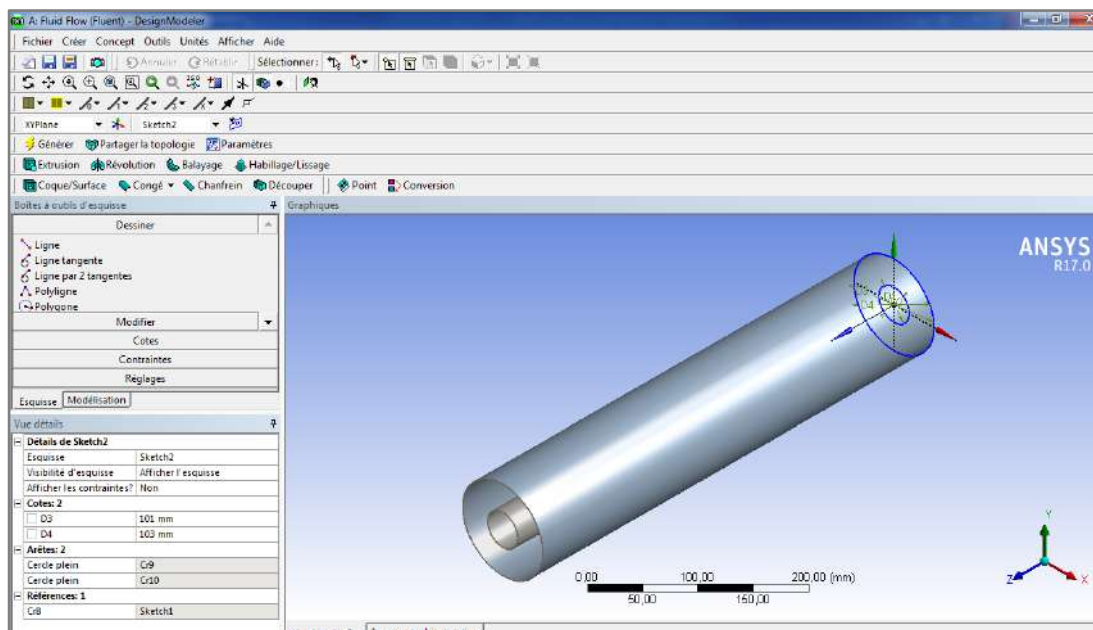 A: Fluid Flow (Fluent) - DesignModeler
Fichier Créer Concept Outils Unités Afficher Aide
Annuler Rétablir Sélectionner:
XYPlane Sketch2
Générer Partager la topologie Paramètres
Extrusion Révolution Balayage Habillage/Lissage
Coque/Surface Congé Chanfrein Découper Point Conversion
Boîtes à outils d'esquisse
Dessiner
Ligne
Ligne tangente
Ligne par 2 tangentes
Polyligne
Polygone
Modifier
Cotes
Contraintes
Réglages
Esquisse Modélisation
Vue détails
Détails de Sketch2
Esquisse Sketch2
Visibilité d'esquisse Afficher l'esquisse
Afficher les contraintes? Non
Cotes: 2
D3 101 mm
D4 103 mm
Arêtes: 2
Cercle plein Cr9
Cercle plein Cr10
Références: 1
Cr8 Sketch1
Graphiques
ANSYS
R17.0
D4
0,00 100,00 200,00 (mm)
50,00 150,00
Y
Z X